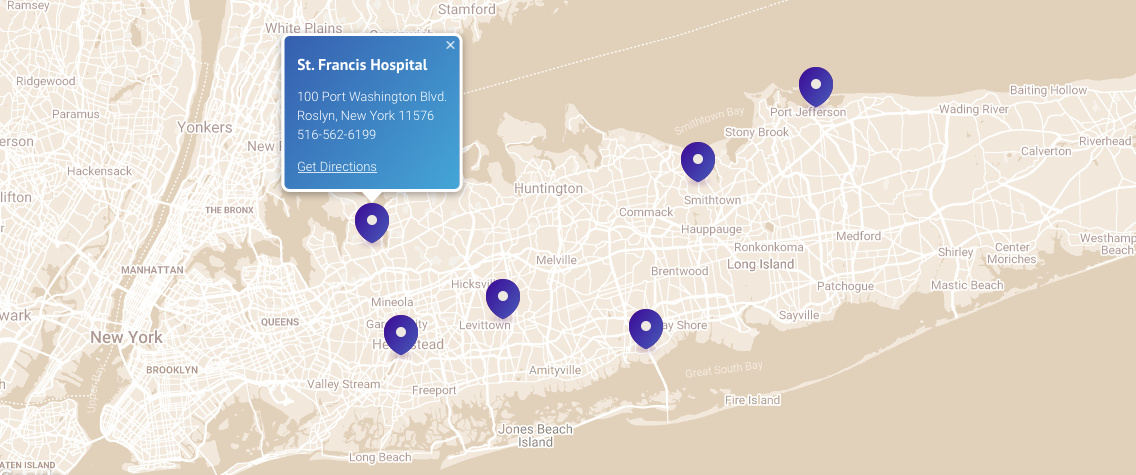 Ramsey
Stamford
White Plains
St. Francis Hospital
100 Port Washington Blvd.
Roslyn, New York 11576
516-562-6199
Get Directions
Ridgewood
Paramus
Yonkers
Hackensack
THE BRONX
MANHATTAN
New York
QUEENS
BROOKLYN
Upper Bay
Valley Stream
Long Beach
Mineola
Levittown
Freeport
Amityville
Jones Beach
Island
Huntington
Melville
Commack
Hauppauge
Brentwood
Smithtown
Smithtown Bay
Stony Brook
Port Jefferson
Wading River
Baiting Hollow
Riverhead
Calverton
Ronkonkoma
Long Island
Medford
Shirley
Center
Moriches
Beach
Patchogue
Mastic Beach
Sayville
Great South Bay
Fire Island